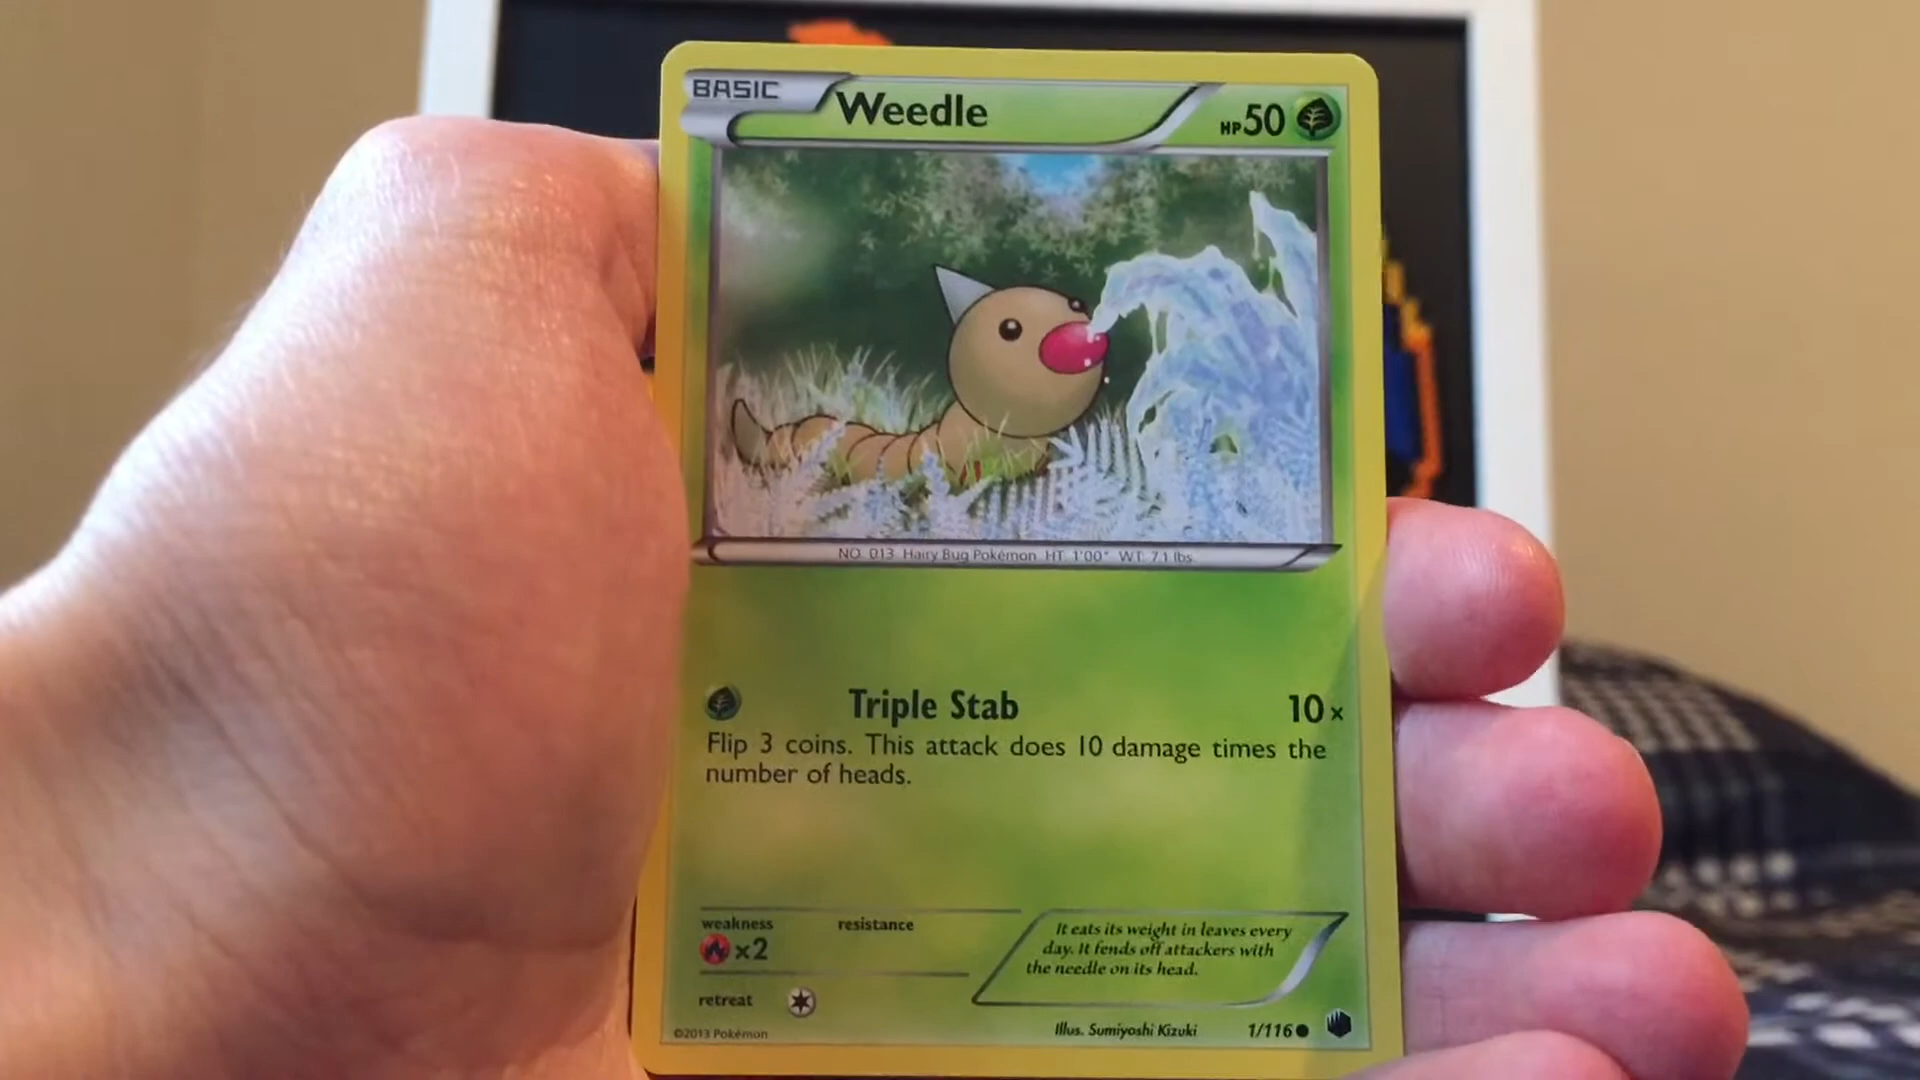 BASIC
Weedle
HP 50
NO. 013 Hairy Bug Pokémon HT: 1'00" WT: 7.1 lbs.
Triple Stab 10×
Flip 3 coins. This attack does 10 damage times the
number of heads.
weakness resistance
×2
It eats its weight in leaves every
day. It fends off attackers with
the needle on its head.
retreat
©2013 Pokémon
Illus. Sumiyoshi Kizuki 1/116